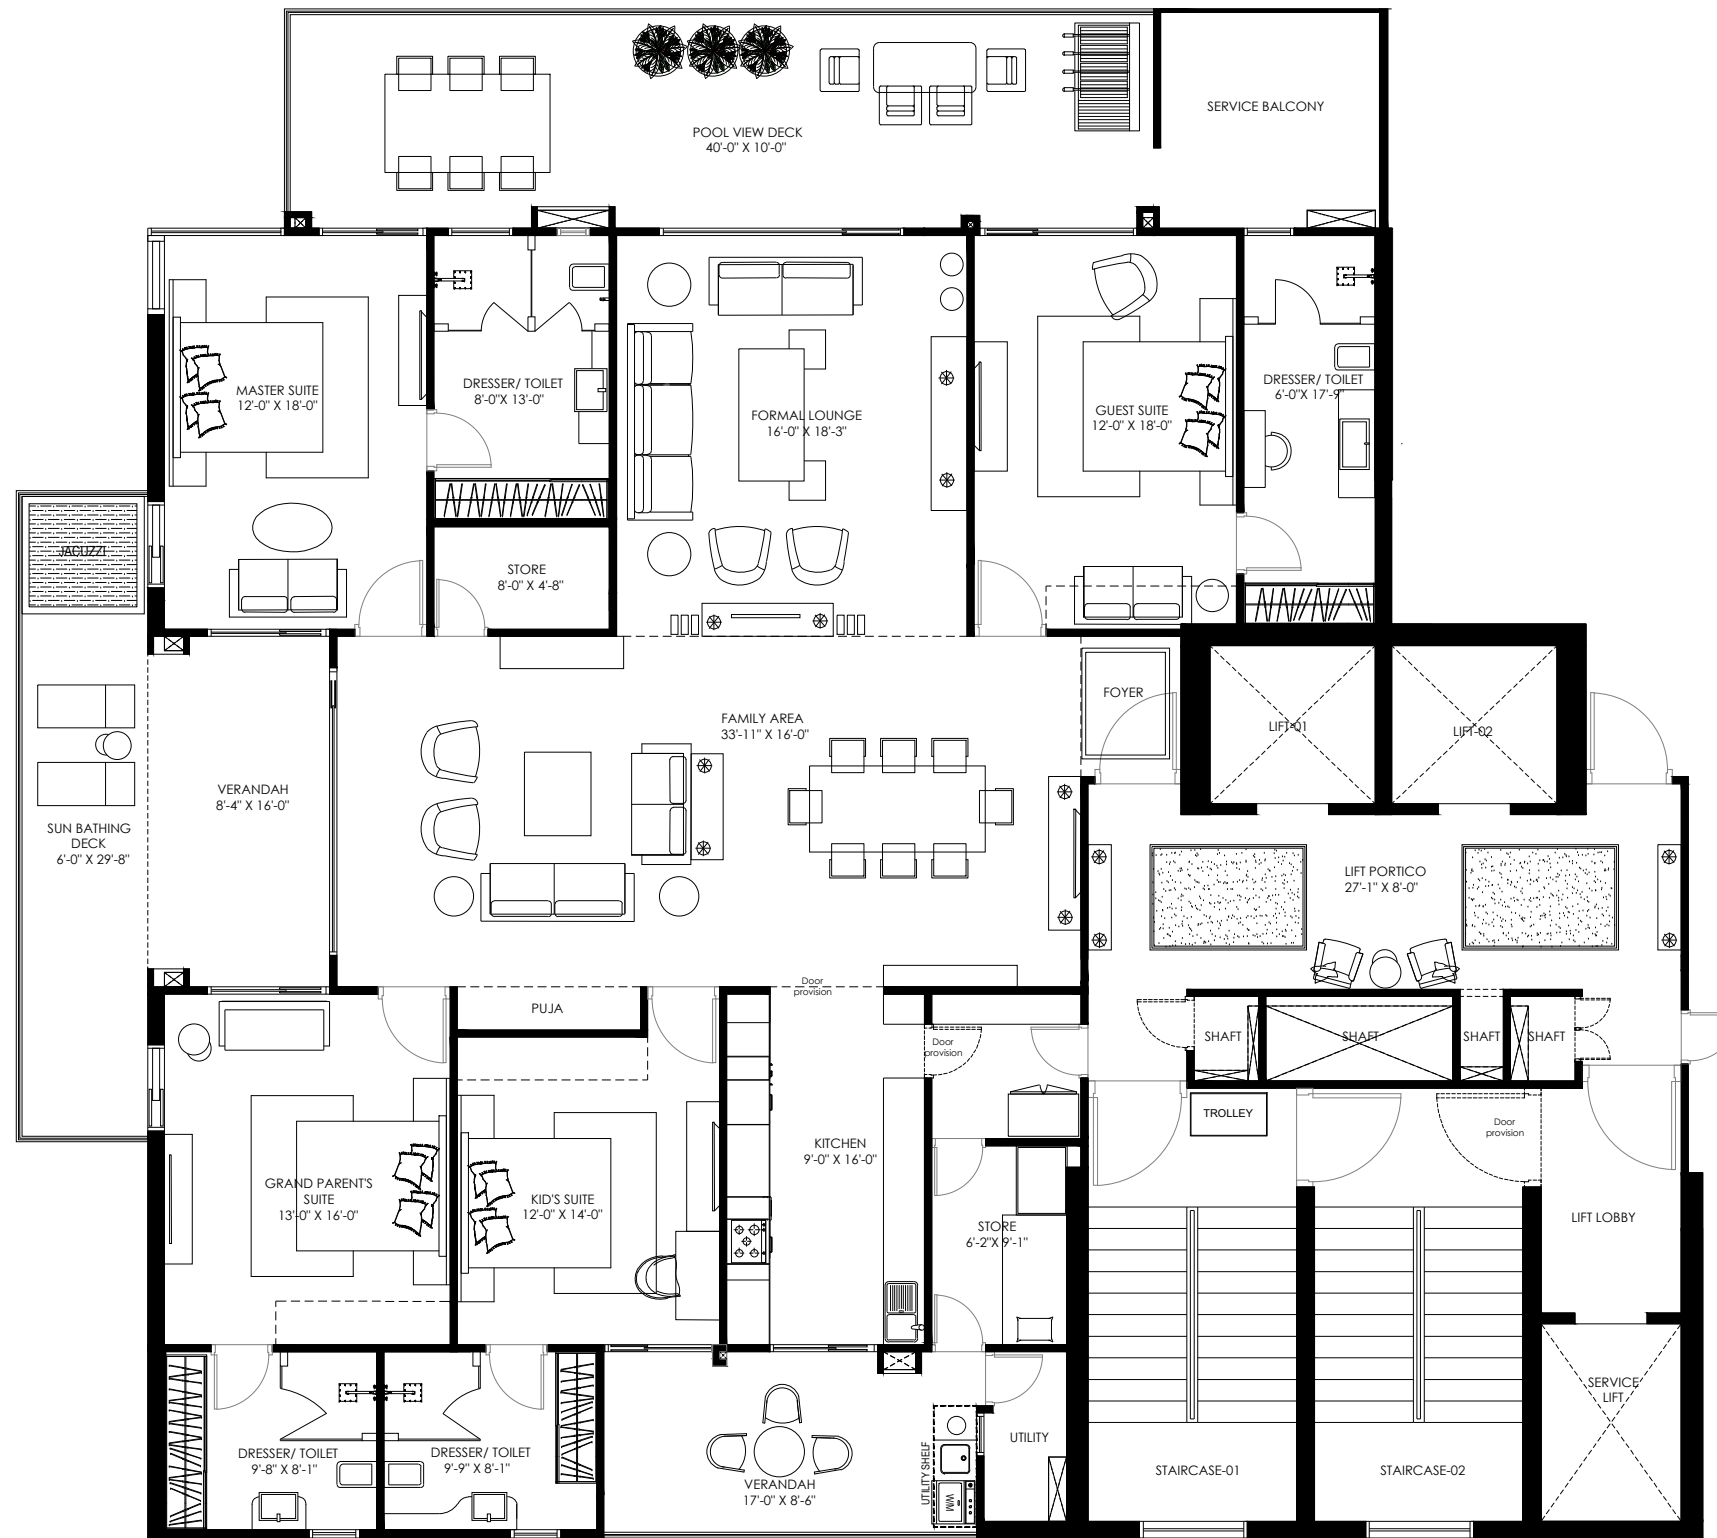 SERVICE BALCONY
POOL VIEW DECK
40'-0" X 10'-0"
MASTER SUITE
12'-0" X 18'-0"
DRESSER/ TOILET
8'-0"X 13'-0"
FORMAL LOUNGE
16'-0" X 18'-3"
GUEST SUITE
12'-0" X 18'-0"
DRESSER/ TOILET
6'-0"X 17'-9"
JACUZZI
STORE
8'-0" X 4'-8"
FOYER
FAMILY AREA
33'-11" X 16'-0"
LIFT-01
LIFT-02
VERANDAH
8'-4" X 16'-0"
SUN BATHING
DECK
6'-0" X 29'-8"
LIFT PORTICO
27'-1" X 8'-0"
Door
provision
PUJA
Door
provision
SHAFT
SHAFT
SHAFT
SHAFT
TROLLEY
Door
provision
KITCHEN
9'-0" X 16'-0"
GRAND PARENT'S
SUITE
13'-0" X 16'-0"
KID'S SUITE
12'-0" X 14'-0"
STORE
6'-2"X 9'-1"
LIFT LOBBY
SERVICE
LIFT
DRESSER/ TOILET
9'-8" X 8'-1"
DRESSER/ TOILET
9'-9" X 8'-1"
VERANDAH
17'-0" X 8'-6"
UTILITY SHELF
W/M
UTILITY
STAIRCASE-01
STAIRCASE-02